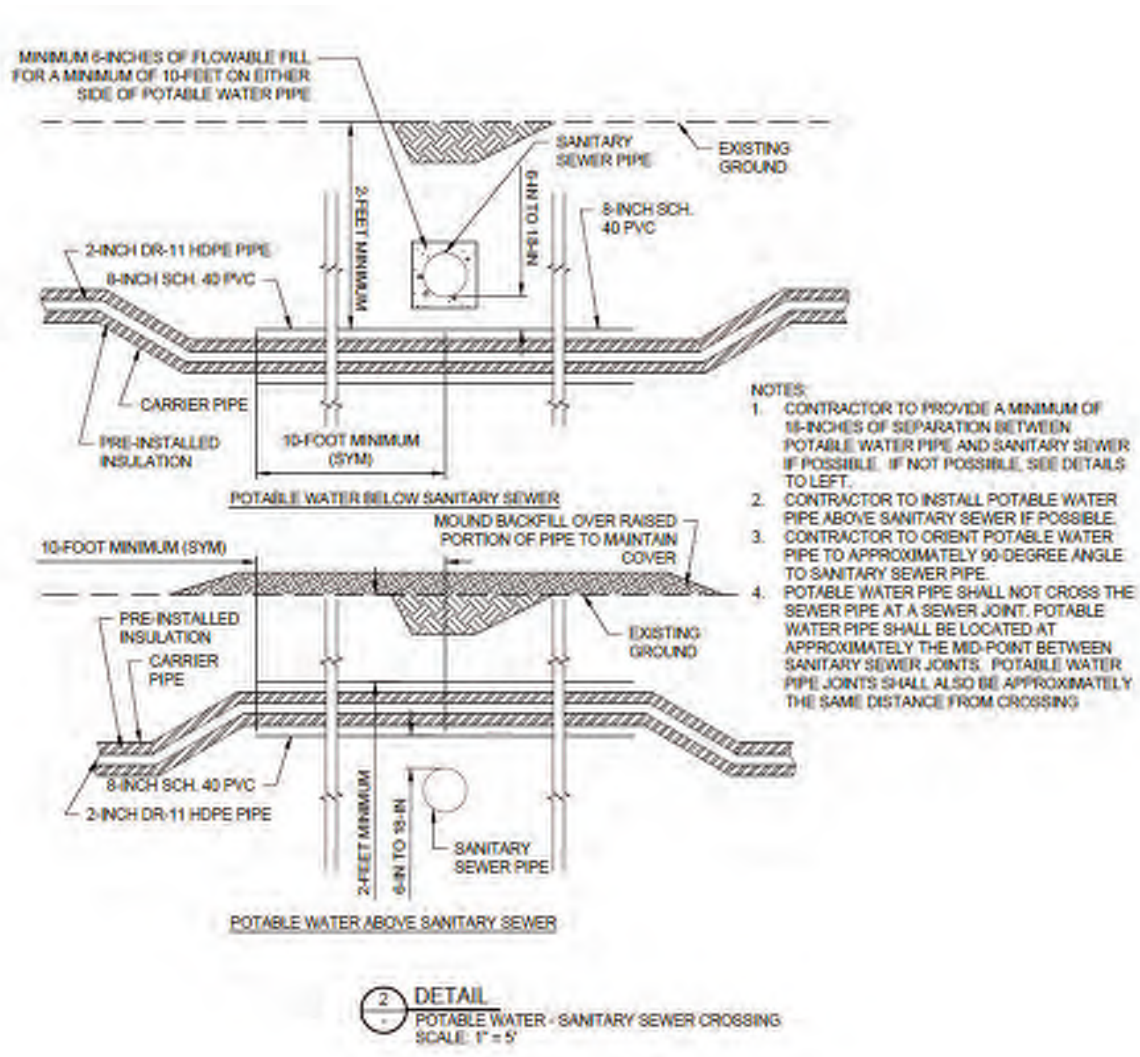 MINIMUM 6-INCHES OF FLOWABLE FILL
FOR A MINIMUM OF 10-FEET ON EITHER
SIDE OF POTABLE WATER PIPE
SANITARY
SEWER PIPE
EXISTING
GROUND
2-FEET MINIMUM
6-IN TO 18-IN
8-INCH SCH.
40 PVC
2-INCH DR-11 HDPE PIPE
8-INCH SCH. 40 PVC
CARRIER PIPE
PRE-INSTALLED
INSULATION
10-FOOT MINIMUM
(SYM)
POTABLE WATER BELOW SANITARY SEWER
NOTES:
1. CONTRACTOR TO PROVIDE A MINIMUM OF
18-INCHES OF SEPARATION BETWEEN
POTABLE WATER PIPE AND SANITARY SEWER
IF POSSIBLE. IF NOT POSSIBLE, SEE DETAILS
TO LEFT.
2. CONTRACTOR TO INSTALL POTABLE WATER
PIPE ABOVE SANITARY SEWER IF POSSIBLE.
3. CONTRACTOR TO ORIENT POTABLE WATER
PIPE TO APPROXIMATELY 90-DEGREE ANGLE
TO SANITARY SEWER PIPE.
4. POTABLE WATER PIPE SHALL NOT CROSS THE
SEWER PIPE AT A SEWER JOINT. POTABLE
WATER PIPE SHALL BE LOCATED AT
APPROXIMATELY THE MID-POINT BETWEEN
SANITARY SEWER JOINTS. POTABLE WATER
PIPE JOINTS SHALL ALSO BE APPROXIMATELY
THE SAME DISTANCE FROM CROSSING
MOUND BACKFILL OVER RAISED
PORTION OF PIPE TO MAINTAIN
COVER
10-FOOT MINIMUM (SYM)
PRE-INSTALLED
INSULATION
CARRIER
PIPE
EXISTING
GROUND
8-INCH SCH. 40 PVC
2-INCH DR-11 HDPE PIPE
2-FEET MINIMUM
6-IN TO 18-IN
SANITARY
SEWER PIPE
POTABLE WATER ABOVE SANITARY SEWER
2
-
DETAIL
POTABLE WATER - SANITARY SEWER CROSSING
SCALE: 1" = 5'